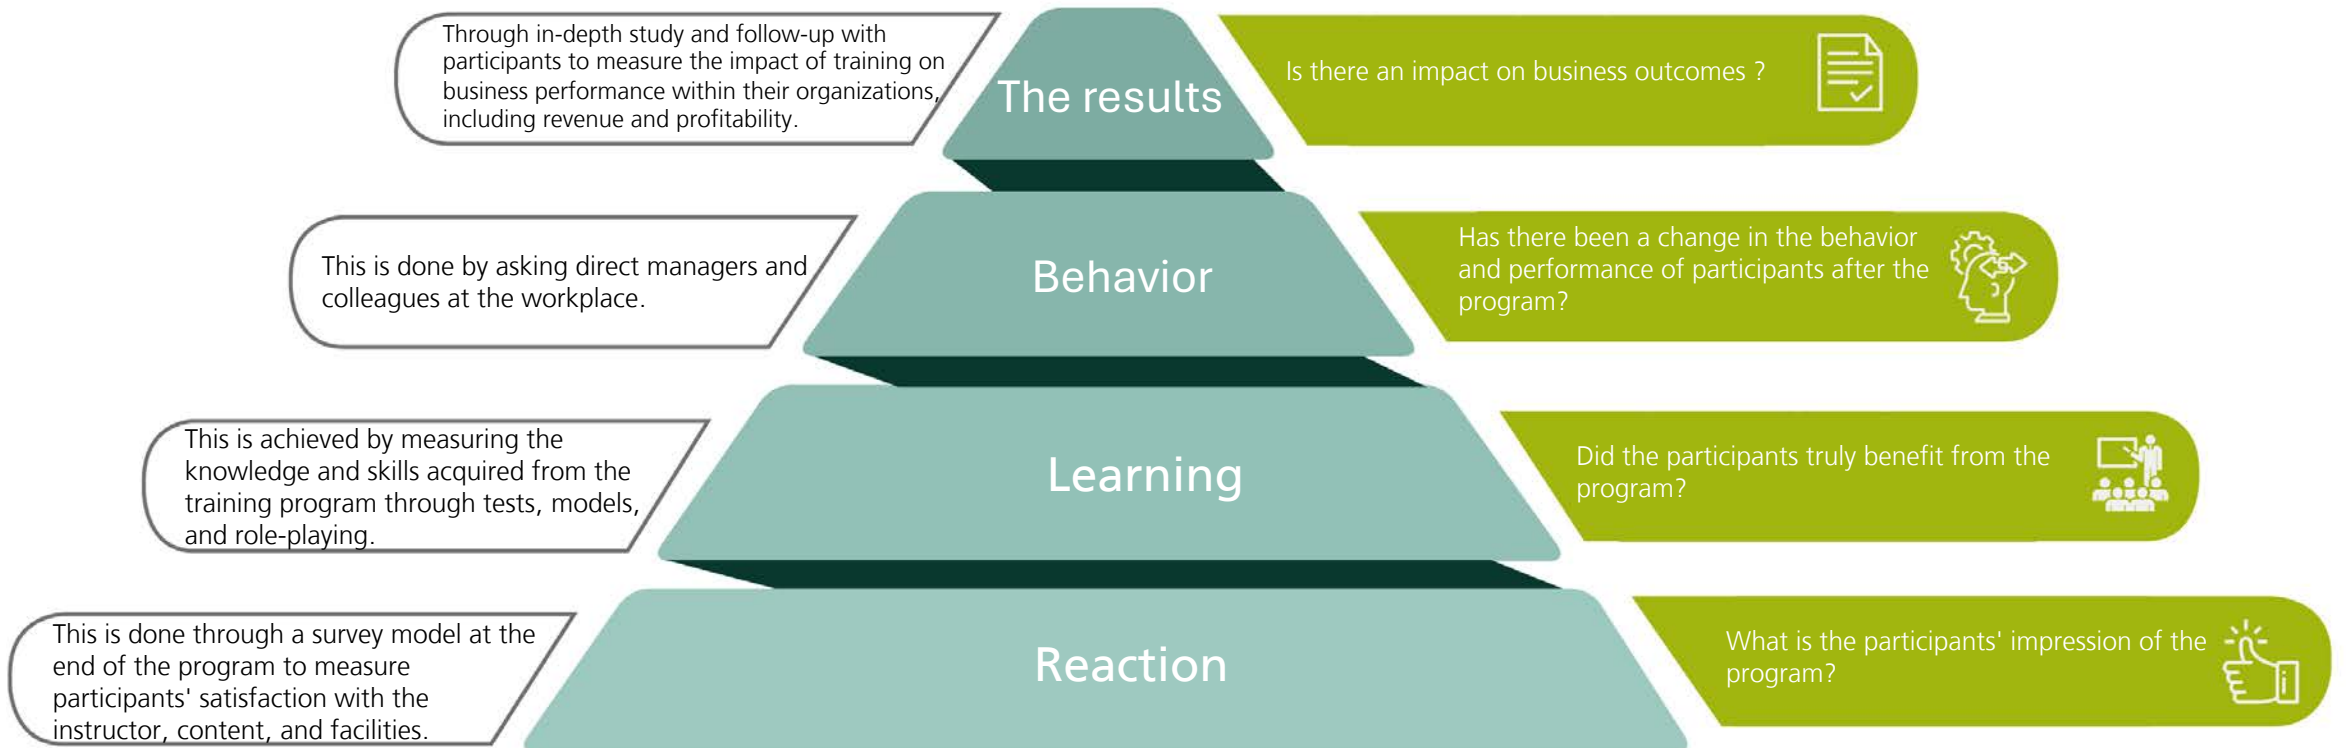 Through in-depth study and follow-up with
participants to measure the impact of training on
business performance within their organizations,
including revenue and profitability.
The results
Is there an impact on business outcomes ?
This is done by asking direct managers and
colleagues at the workplace.
Behavior
Has there been a change in the behavior
and performance of participants after the
program?
This is achieved by measuring the
knowledge and skills acquired from the
training program through tests, models,
and role-playing.
Learning
Did the participants truly benefit from the
program?
This is done through a survey model at the
end of the program to measure
participants' satisfaction with the
instructor, content, and facilities.
Reaction
What is the participants' impression of the
program?